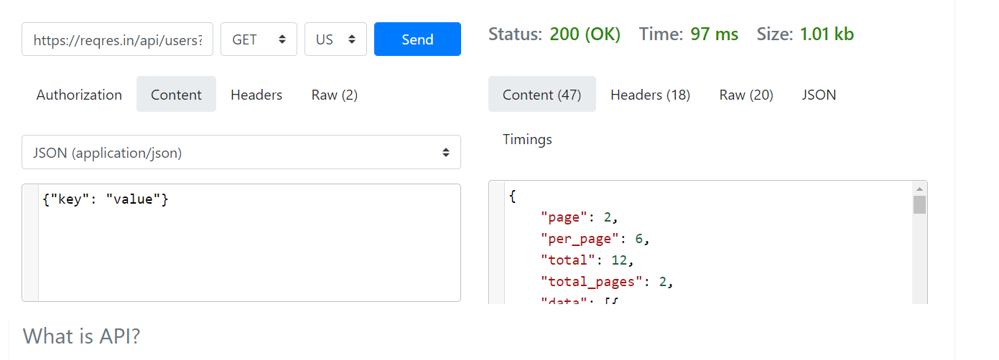 https://reqres.in/api/users?
GET
US
Send
Authorization
Content
Headers
Raw (2)
JSON (application/json)
{"key": "value"}
Status: 200 (OK) Time: 97 ms Size: 1.01 kb
Content (47)
Headers (18)
Raw (20)
JSON
Timings
{
"page": 2,
"per_page": 6,
"total": 12,
"total_pages": 2,
"data": [{
What is API?